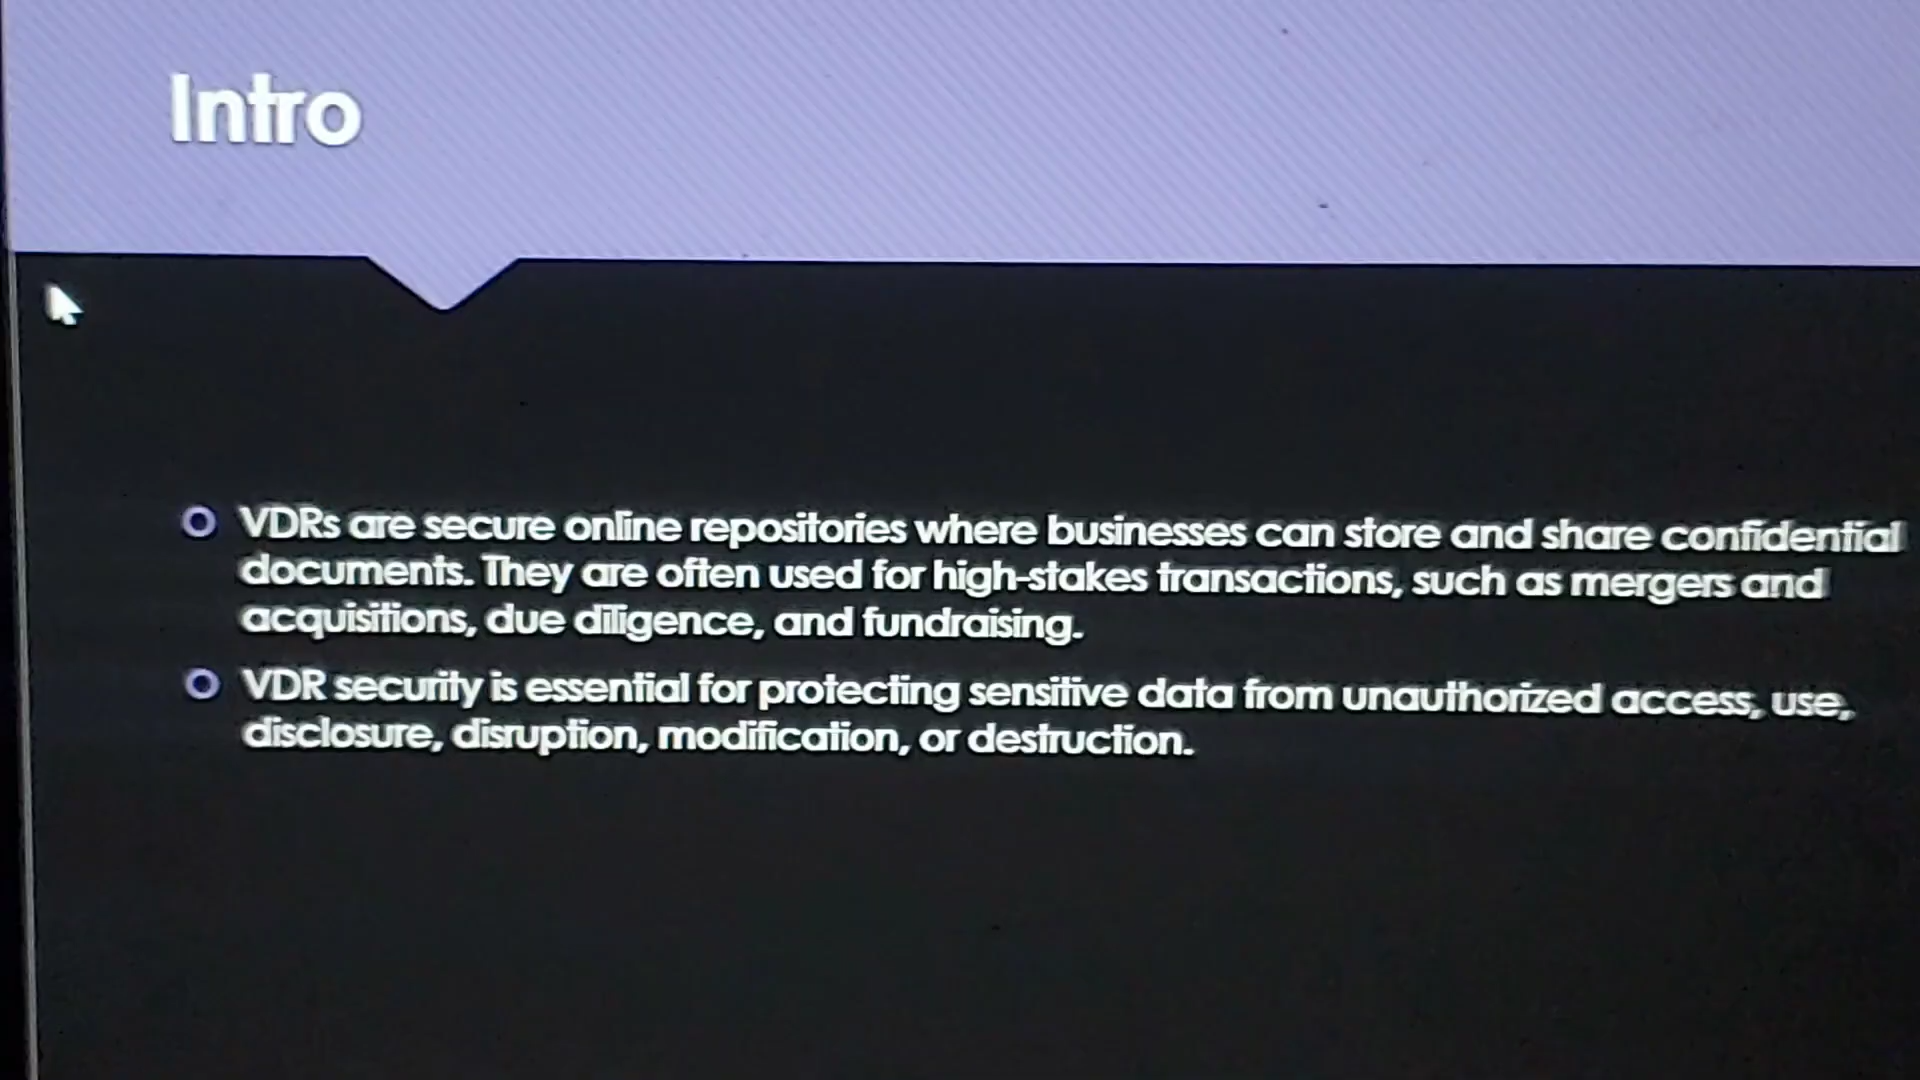 Intro
VDRs are secure online repositories where businesses can store and share confidential
documents. They are often used for high-stakes transactions, such as mergers and
acquisitions, due diligence, and fundraising.
VDR security is essential for protecting sensitive data from unauthorized access, use,
disclosure, disruption, modification, or destruction.